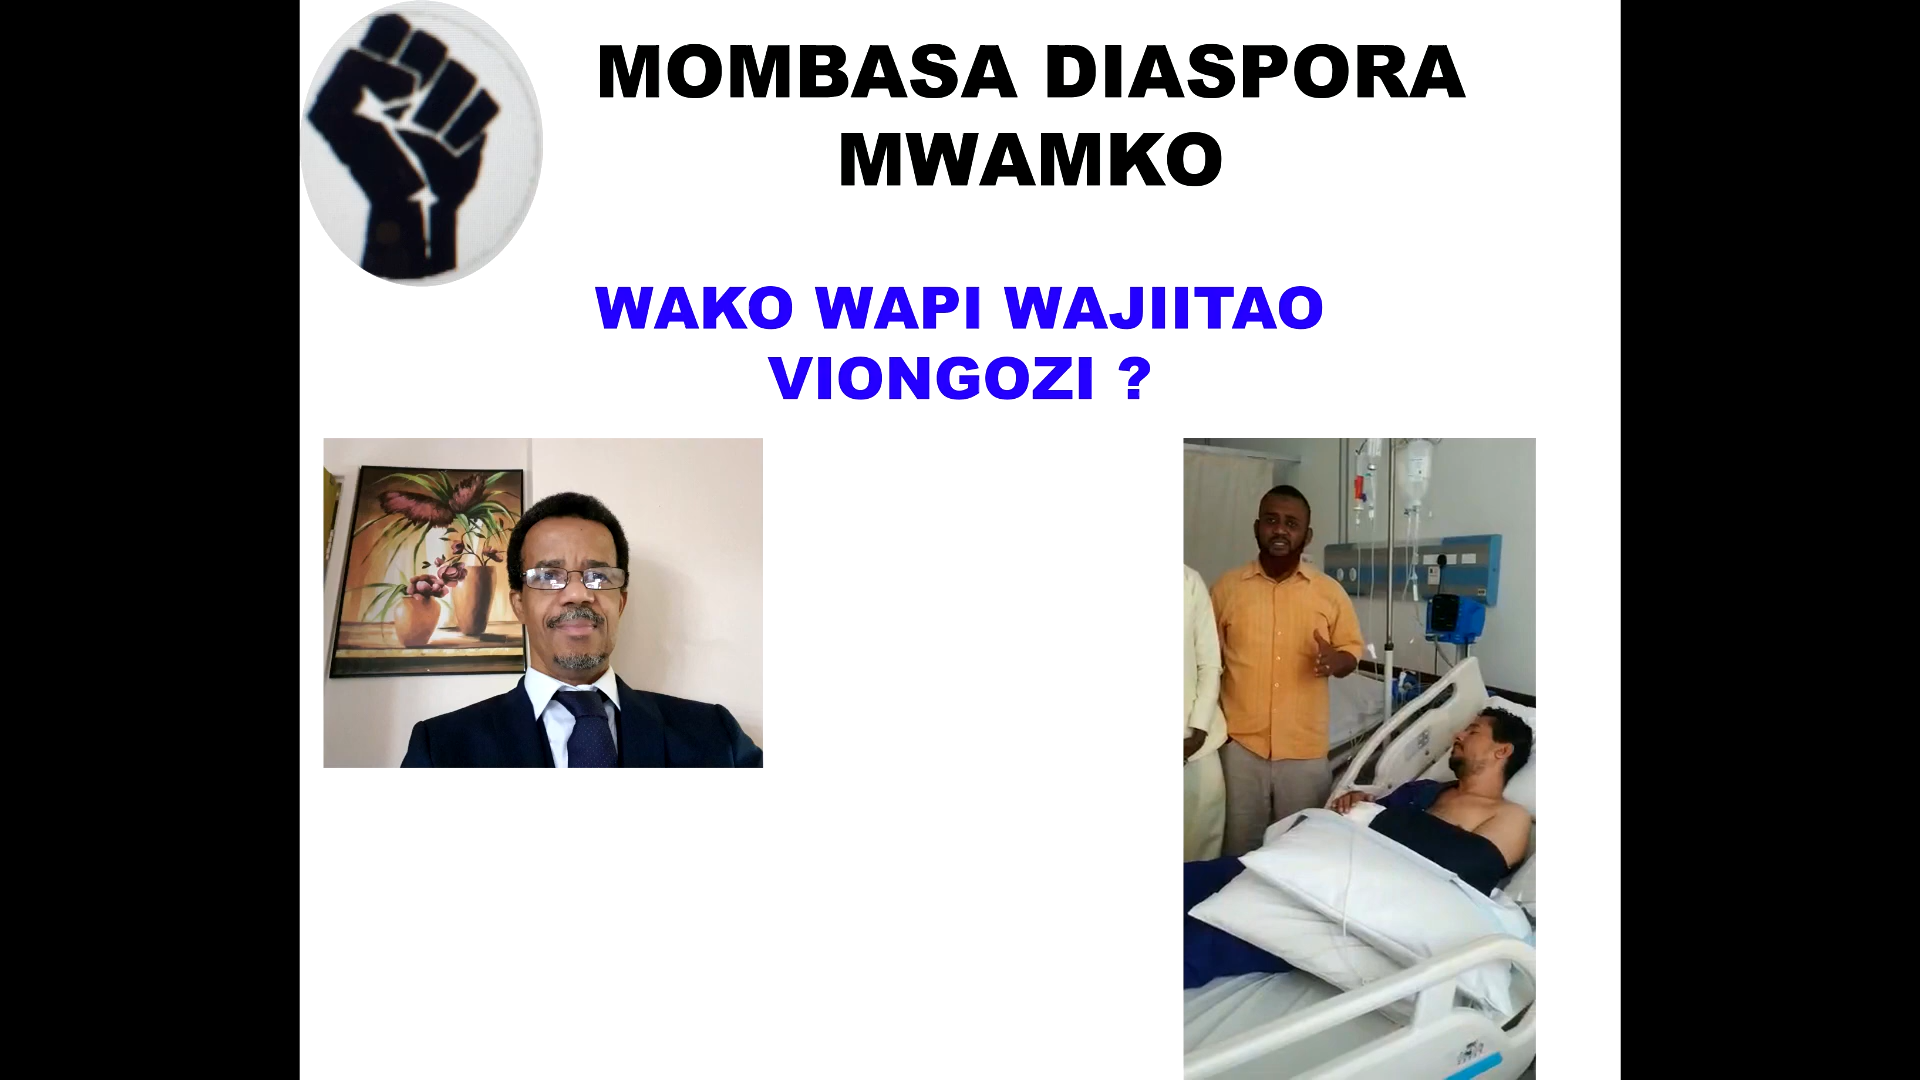 MOMBASA DIASPORA
MWAMKO
WAKO WAPI WAJIITAO
VIONGOZI ?